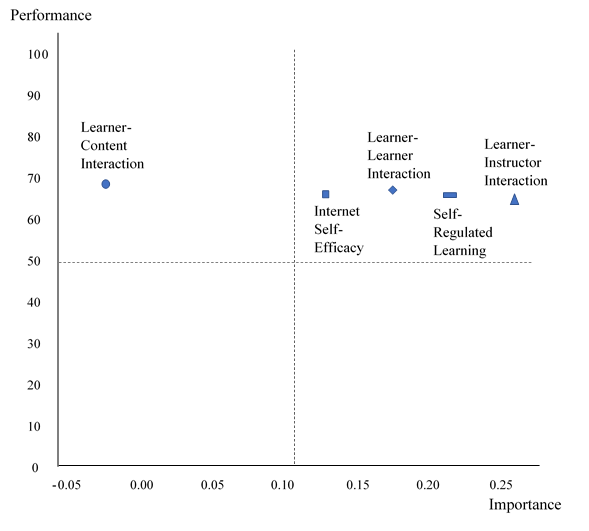 Performance
100
90
80
70
60
50
40
30
20
10
0
Learner-
Content
Interaction
Internet
Self-
Efficacy
Learner-
Learner
Interaction
Self-
Regulated
Learning
Learner-
Instructor
Interaction
-0.05 0.00 0.05 0.10 0.15 0.20 0.25
Importance